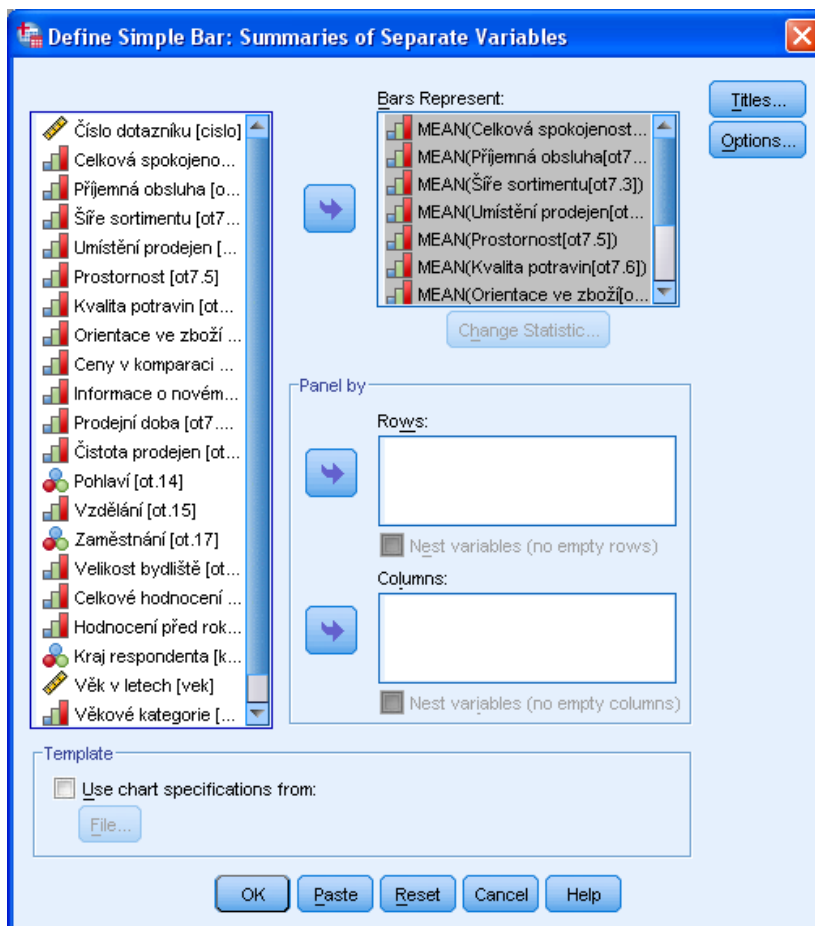 Define Simple Bar: Summaries of Separate Variables
Číslo dotazníku [cislo]
Celková spokojeno...
Příjemná obsluha [o...
Šíře sortimentu [ot7...
Umístění prodejen [...
Prostornost [ot7.5]
Kvalita potravin [ot...
Orientace ve zboží ...
Ceny v komparaci ...
Informace o novém...
Prodejní doba [ot7....
Čistota prodejen [ot...
Pohlaví [ot.14]
Vzdělání [ot.15]
Zaměstnání [ot.17]
Velikost bydliště [ot...
Celkové hodnocení ...
Hodnocení před rok...
Kraj respondenta [k...
Věk v letech [vek]
Věkové kategorie [...
Bars Represent:
MEAN(Celková spokojenost...
MEAN(Příjemná obsluha[ot7...
MEAN(Šíře sortimentu[ot7.3])
MEAN(Umístění prodejen[ot...
MEAN(Prostornost[ot7.5])
MEAN(Kvalita potravin[ot7.6])
MEAN(Orientace ve zboží[o...
Change Statistic...
Titles...
Options...
Panel by
Rows:
Nest variables (no empty rows)
Columns:
Nest variables (no empty columns)
Template
Use chart specifications from:
File...
OK
Paste
Reset
Cancel
Help